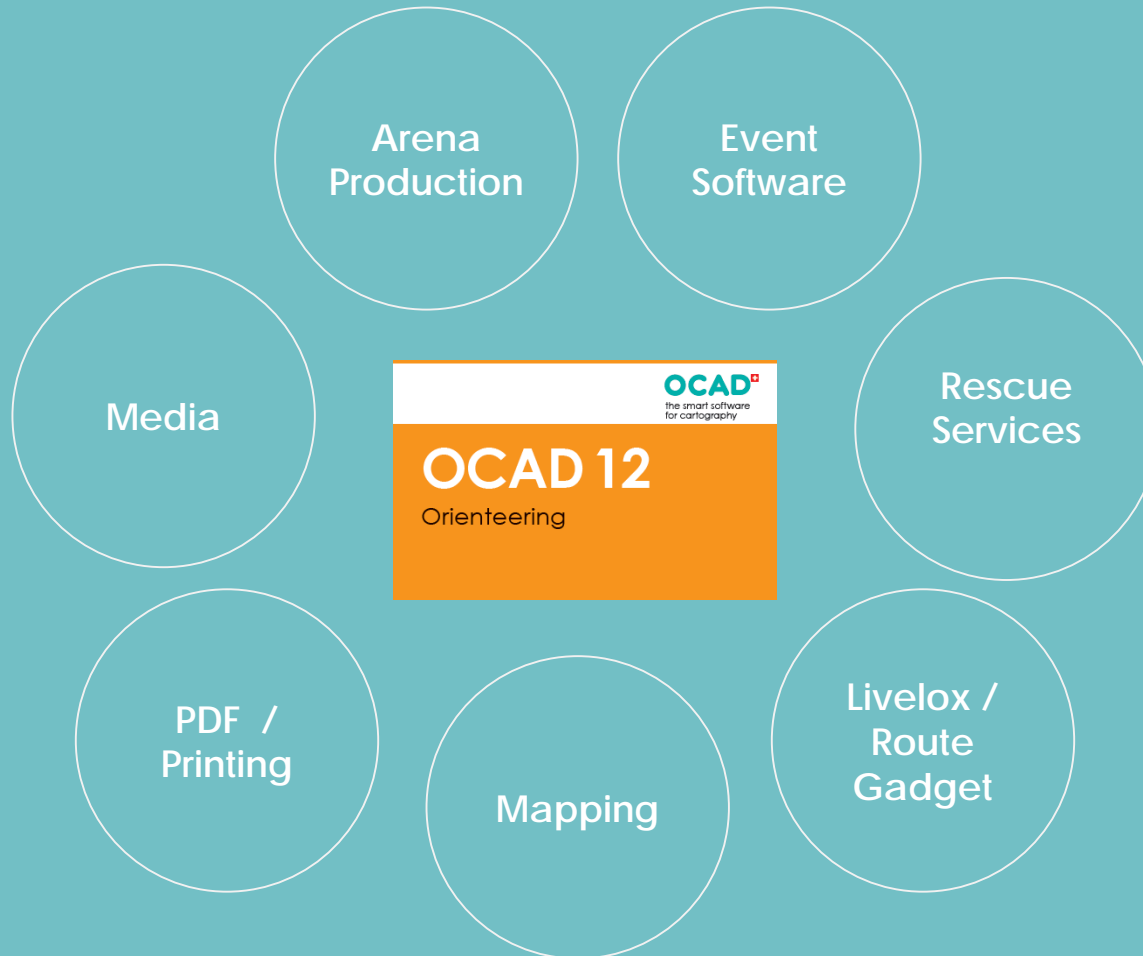 Arena
Production
Event
Software
Media
OCAD
the smart software
for cartography
OCAD 12
Orienteering
Rescue
Services
PDF /
Printing
Mapping
Livelox /
Route
Gadget